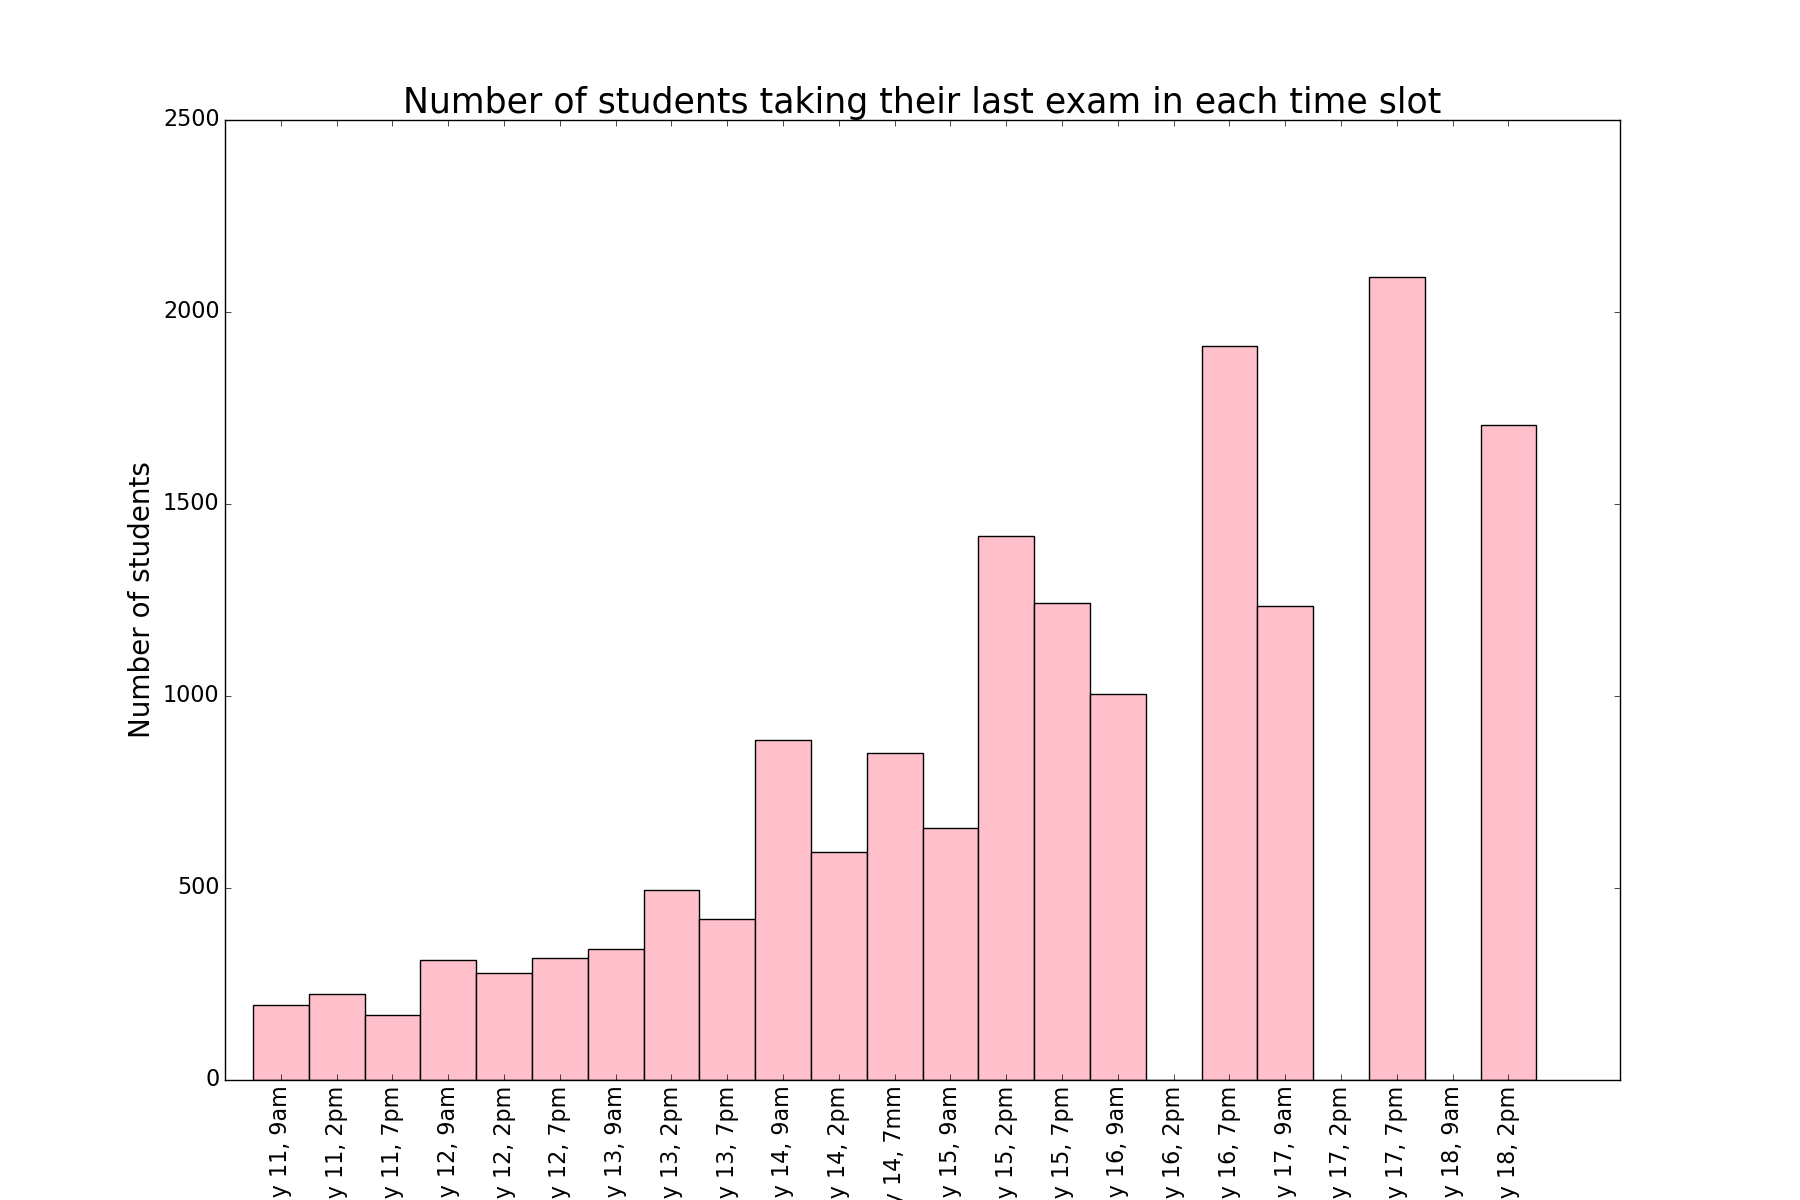 Number of students taking their last exam in each time slot
Number of students
2500
2000
1500
1000
500
0
y 11, 9am
y 11, 2pm
y 11, 7pm
y 12, 9am
y 12, 2pm
y 12, 7pm
y 13, 9am
y 13, 2pm
y 13, 7pm
y 14, 9am
y 14, 2pm
y 14, 7mm
y 15, 9am
y 15, 2pm
y 15, 7pm
y 16, 9am
y 16, 2pm
y 16, 7pm
y 17, 9am
y 17, 2pm
y 17, 7pm
y 18, 9am
y 18, 2pm